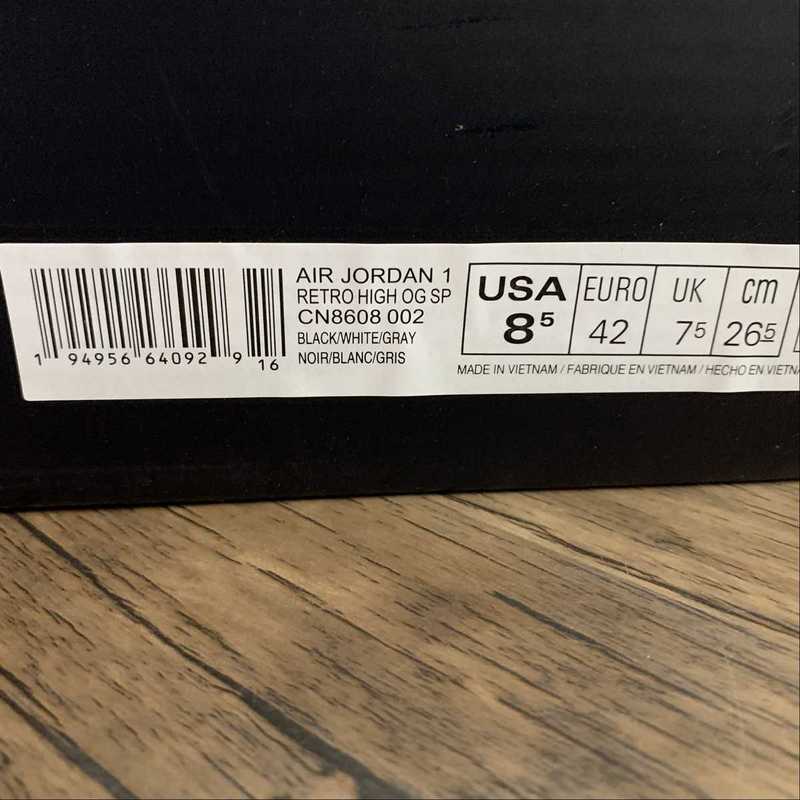 1 94956 64092 9 16
AIR JORDAN 1
RETRO HIGH OG SP
CN8608 002
BLACK/WHITE/GRAY
NOIR/BLANC/GRIS
USA EURO UK cm
8⁵ 42 7⁵ 26⁵
MADE IN VIETNAM / FABRIQUE EN VIETNAM / HECHO EN VIETNA